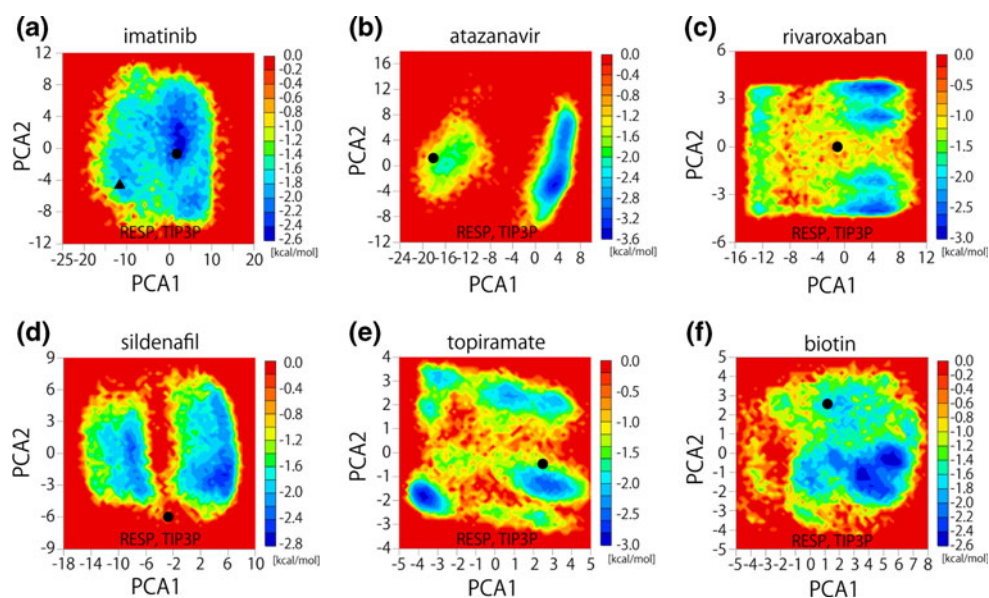 (a)
imatinib
12
8
4
0
-4
-8
-12
PCA2
RESP, TIP3P
-25 -20 -10 0 10 20
PCA1
0.0
-0.2
-0.4
-0.6
-0.8
-1.0
-1.2
-1.4
-1.6
-1.8
-2.0
-2.2
-2.4
-2.6
[kcal/mol]
(b)
atazanavir
16
12
8
4
0
-4
-8
-12
PCA2
RESP, TIP3P
-24 -20 -16 -12 -8 -4 0 4 8
PCA1
0.0
-0.4
-0.8
-1.2
-1.6
-2.0
-2.4
-2.8
-3.2
-3.6
[kcal/mol]
(c)
rivaroxaban
6
3
0
-3
-6
PCA2
RESP, TIP3P
-16 -12 -8 -4 0 4 8 12
PCA1
0.0
-0.5
-1.0
-1.5
-2.0
-2.5
-3.0
[kcal/mol]
(d)
sildenafil
9
6
3
0
-3
-6
-9
PCA2
RESP, TIP3P
-18 -14 -10 -6 -2 2 6 10
PCA1
0.0
-0.4
-0.8
-1.2
-1.6
-2.0
-2.4
-2.8
[kcal/mol]
(e)
topiramate
4
3
2
1
0
-1
-2
-3
-4
PCA2
RESP, TIP3P
-5 -4 -3 -2 -1 0 1 2 3 4 5
PCA1
0.0
-0.5
-1.0
-1.5
-2.0
-2.5
-3.0
[kcal/mol]
(f)
biotin
5
4
3
2
1
0
-1
-2
-3
-4
-5
PCA2
RESP, TIP3P
-5 -4 -3 -2 -1 0 1 2 3 4 5 6 7 8
PCA1
0.0
-0.2
-0.4
-0.6
-0.8
-1.0
-1.2
-1.4
-1.6
-1.8
-2.0
-2.2
-2.4
-2.6
[kcal/mol]